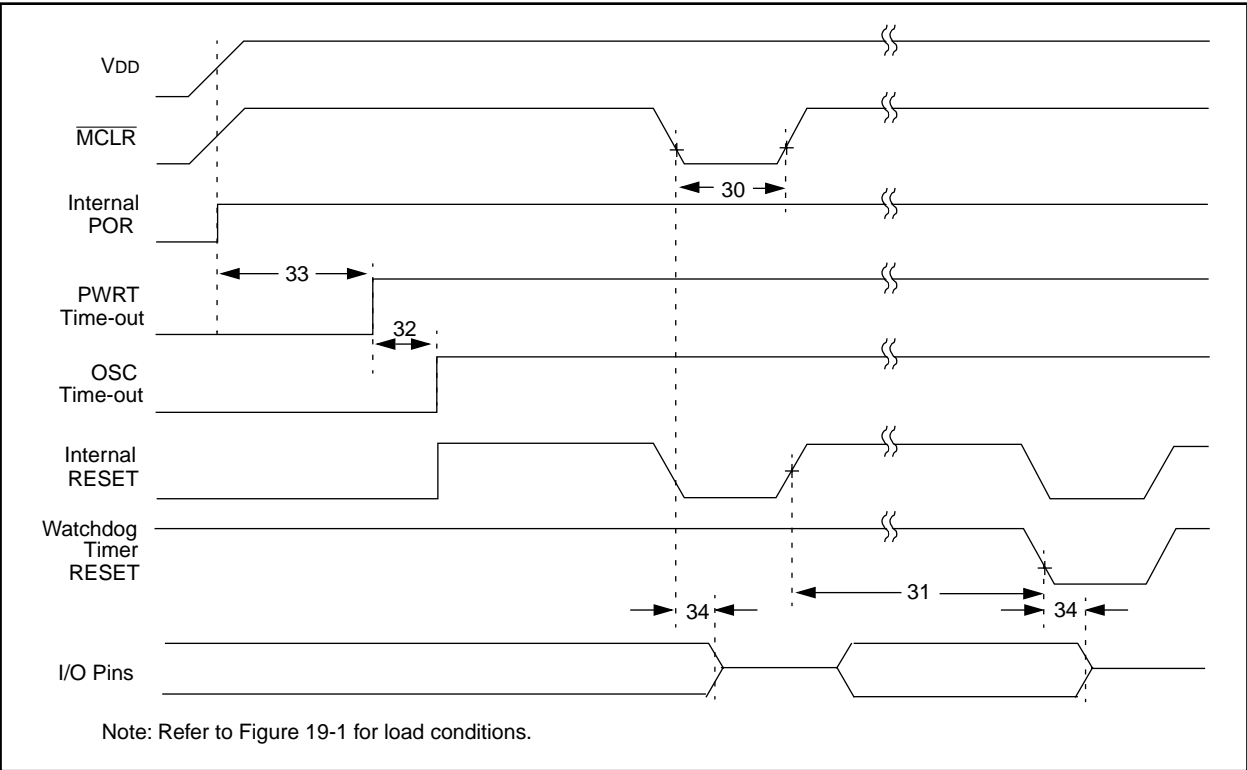 VDD
MCLR
30
Internal
POR
33
PWRT
Time-out
32
OSC
Time-out
Internal
RESET
Watchdog
Timer
RESET
31
34
34
I/O Pins
Note: Refer to Figure 19-1 for load conditions.